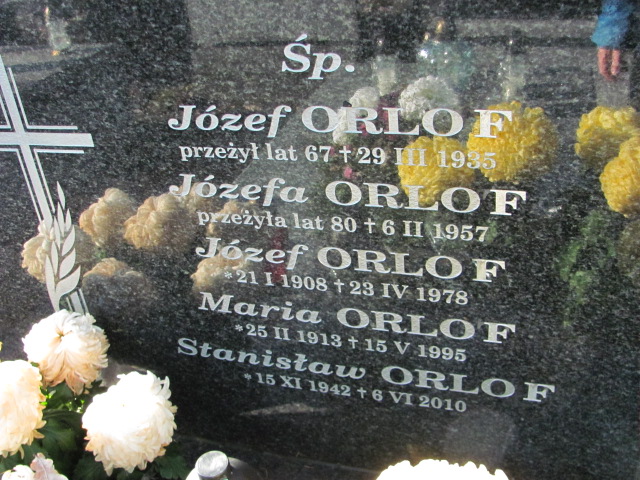 Śp.
Józef ORLOF
przeżył lat 67 + 29 III 1935
Józefa ORLOF
przeżyła lat 80 + 6 II 1957
Józef ORLOF
*21 I 1908 + 23 IV 1978
Maria ORLOF
*25 II 1913 + 15 V 1995
Stanisław ORLOF
*15 XI 1942 + 6 VI 2010